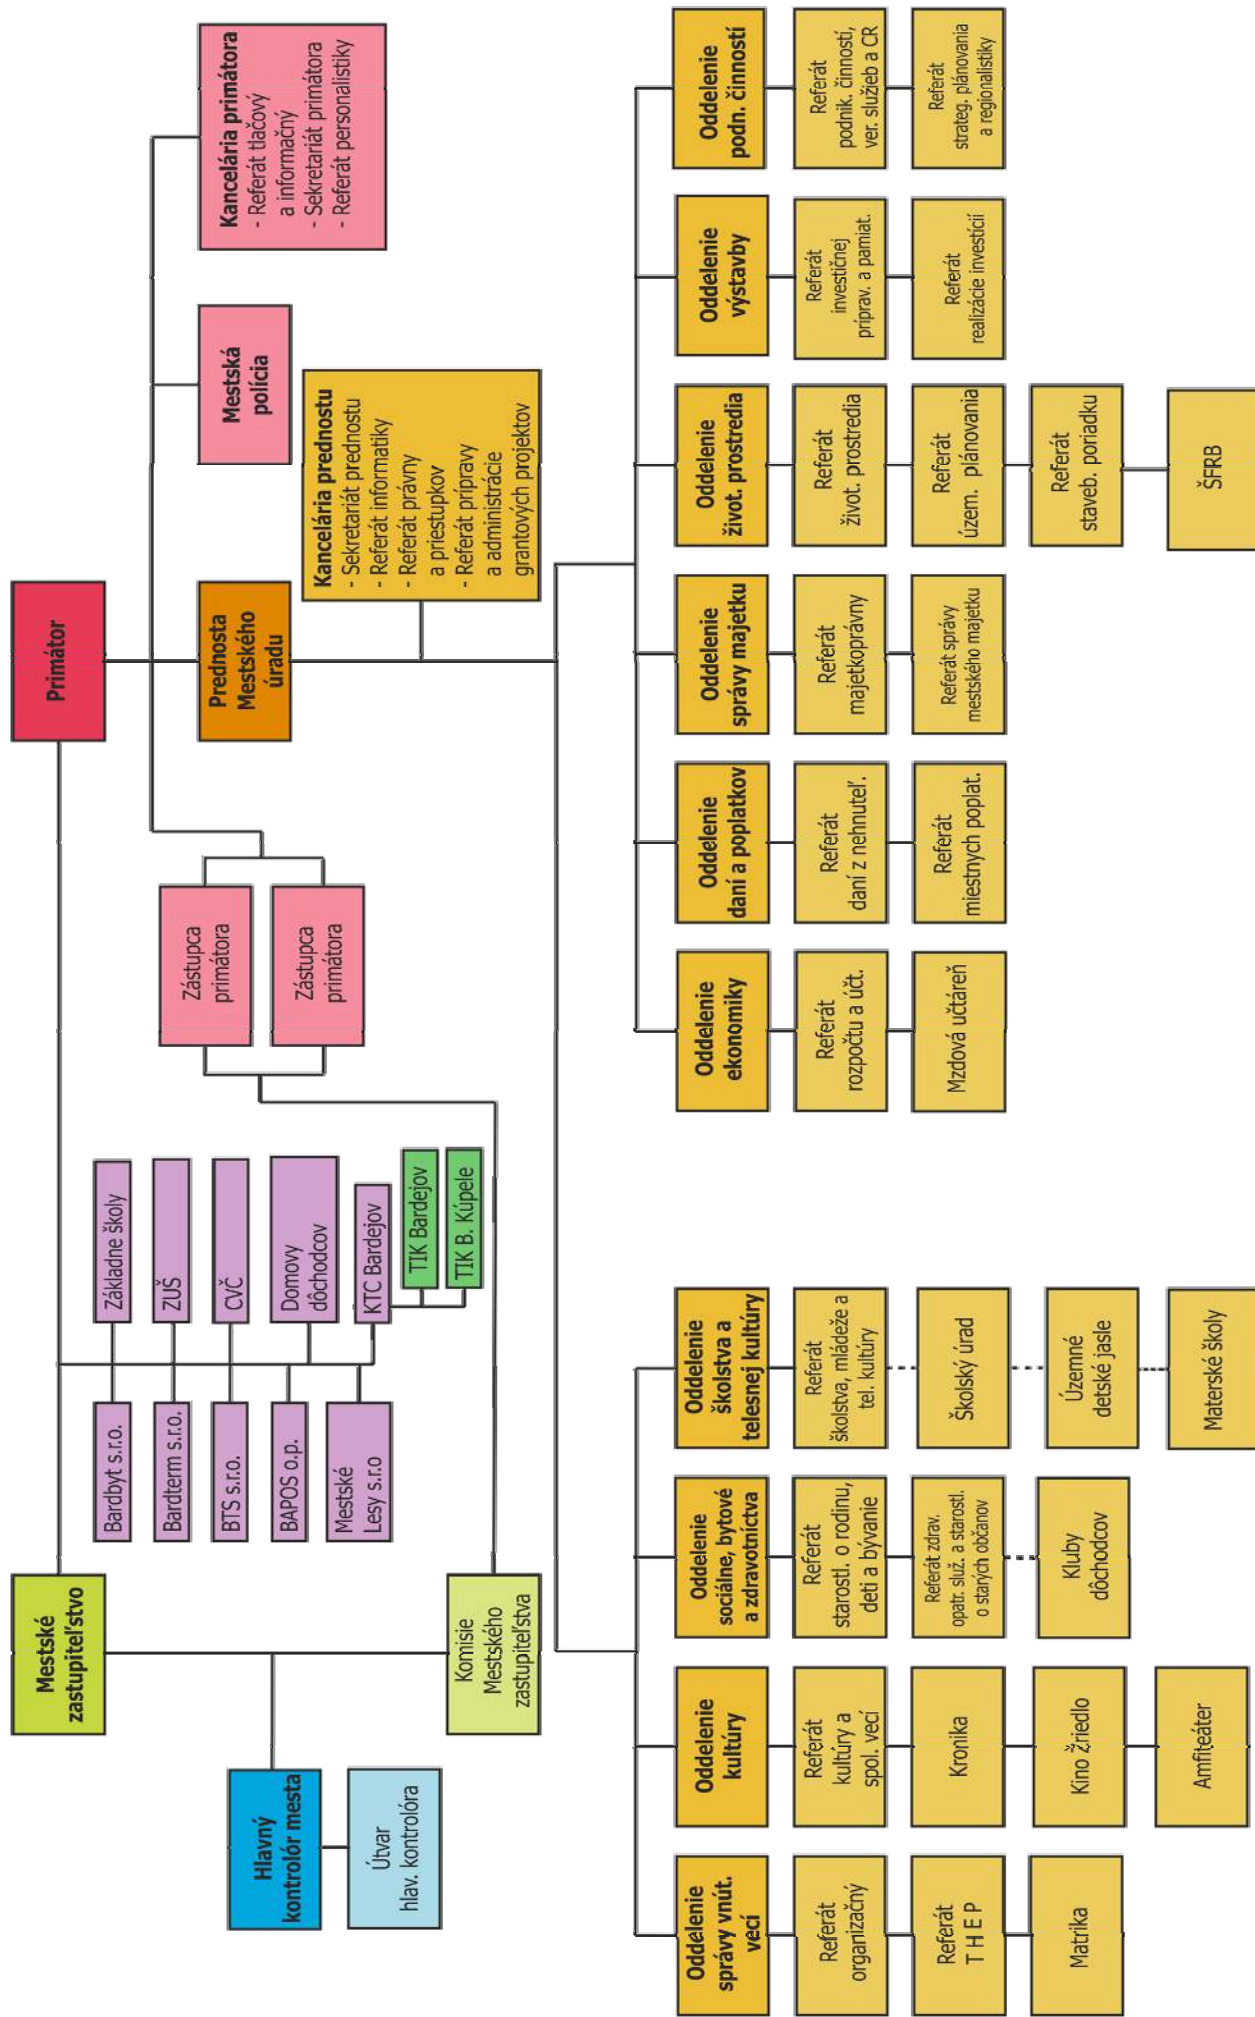 Mestské
zastupiteľstvo
Primátor
Hlavný
kontrolór mesta
Útvar
hlav. kontrolóra
Komisie
Mestského
zastupiteľstva
Bardbyt s.r.o.
Bardterm s.r.o.
BTS s.r.o.
BAPOS o.p.
Mestské
Lesy s.r.o
Základne školy
ZUŠ
CVČ
Domovy
dôchodcov
KTC Bardejov
TIK Bardejov
TIK B. Kúpele
Zástupca
primátora
Zástupca
primátora
Prednosta
Mestského
úradu
Mestská
polícia
Kancelária primátora
- Referát tlačový
a informačný
- Sekretariát primátora
- Referát personalistiky
Kancelária prednostu
- Sekretariát prednostu
- Referát informatiky
- Referát právny
a priestupkov
- Referát prípravy
a administrácie
grantových projektov
Oddelenie
správy vnút.
vecí
Referát
organizačný
Referát
T H E P
Matrika
Oddelenie
kultúry
Referát
kultúry a
spol. vecí
Kronika
Kino Žriedlo
Amfiteáter
Oddelenie
sociálne, bytové
a zdravotníctva
Referát
starostl. o rodinu,
deti a bývanie
Referát zdrav.
opatr. služ. a starostl.
o starých občanov
Kluby
dôchodcov
Oddelenie
školstva a
telesnej kultúry
Referát
školstva, mládeže a
tel. kultúry
Školský úrad
Územné
detské jasle
Materské školy
Oddelenie
ekonomiky
Referát
rozpočtu a účt.
Mzdová učtáreň
Oddelenie
daní a poplatkov
Referát
daní z nehnuteľ.
Referát
miestnych poplat.
Oddelenie
správy majetku
Referát
majetkoprávny
Referát správy
mestského majetku
Oddelenie
život. prostredia
Referát
život. prostredia
Referát
územ. plánovania
Referát
staveb. poriadku
ŠFRB
Oddelenie
výstavby
Referát
investičnej
príprav. a pamiat.
Referát
realizácie investícií
Oddelenie
podn. činností
Referát
podnik. činností,
ver. služieb a CR
Referát
strateg. plánovania
a regionalistiky